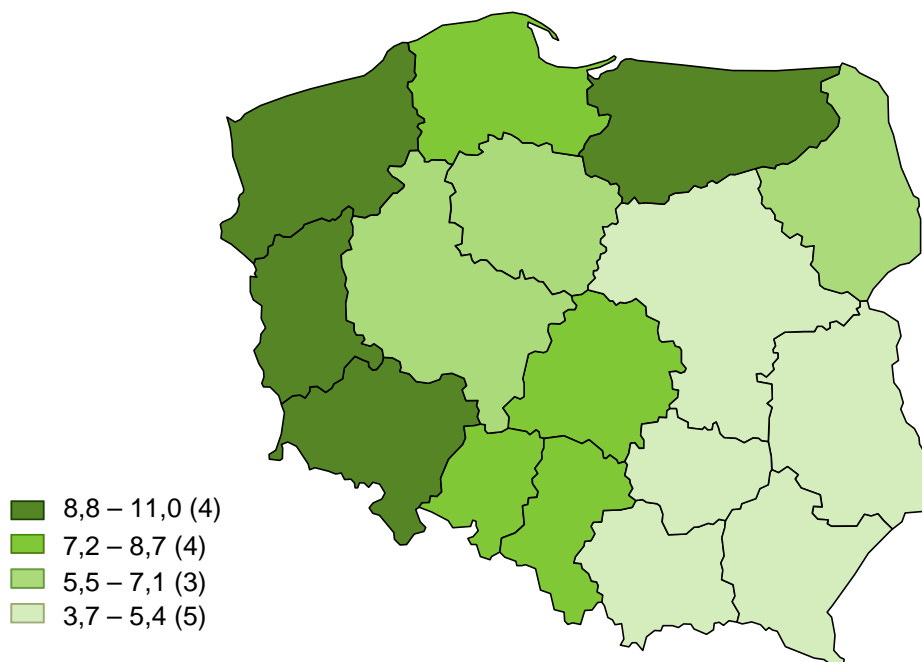 8,8 – 11,0 (4)
7,2 – 8,7 (4)
5,5 – 7,1 (3)
3,7 – 5,4 (5)